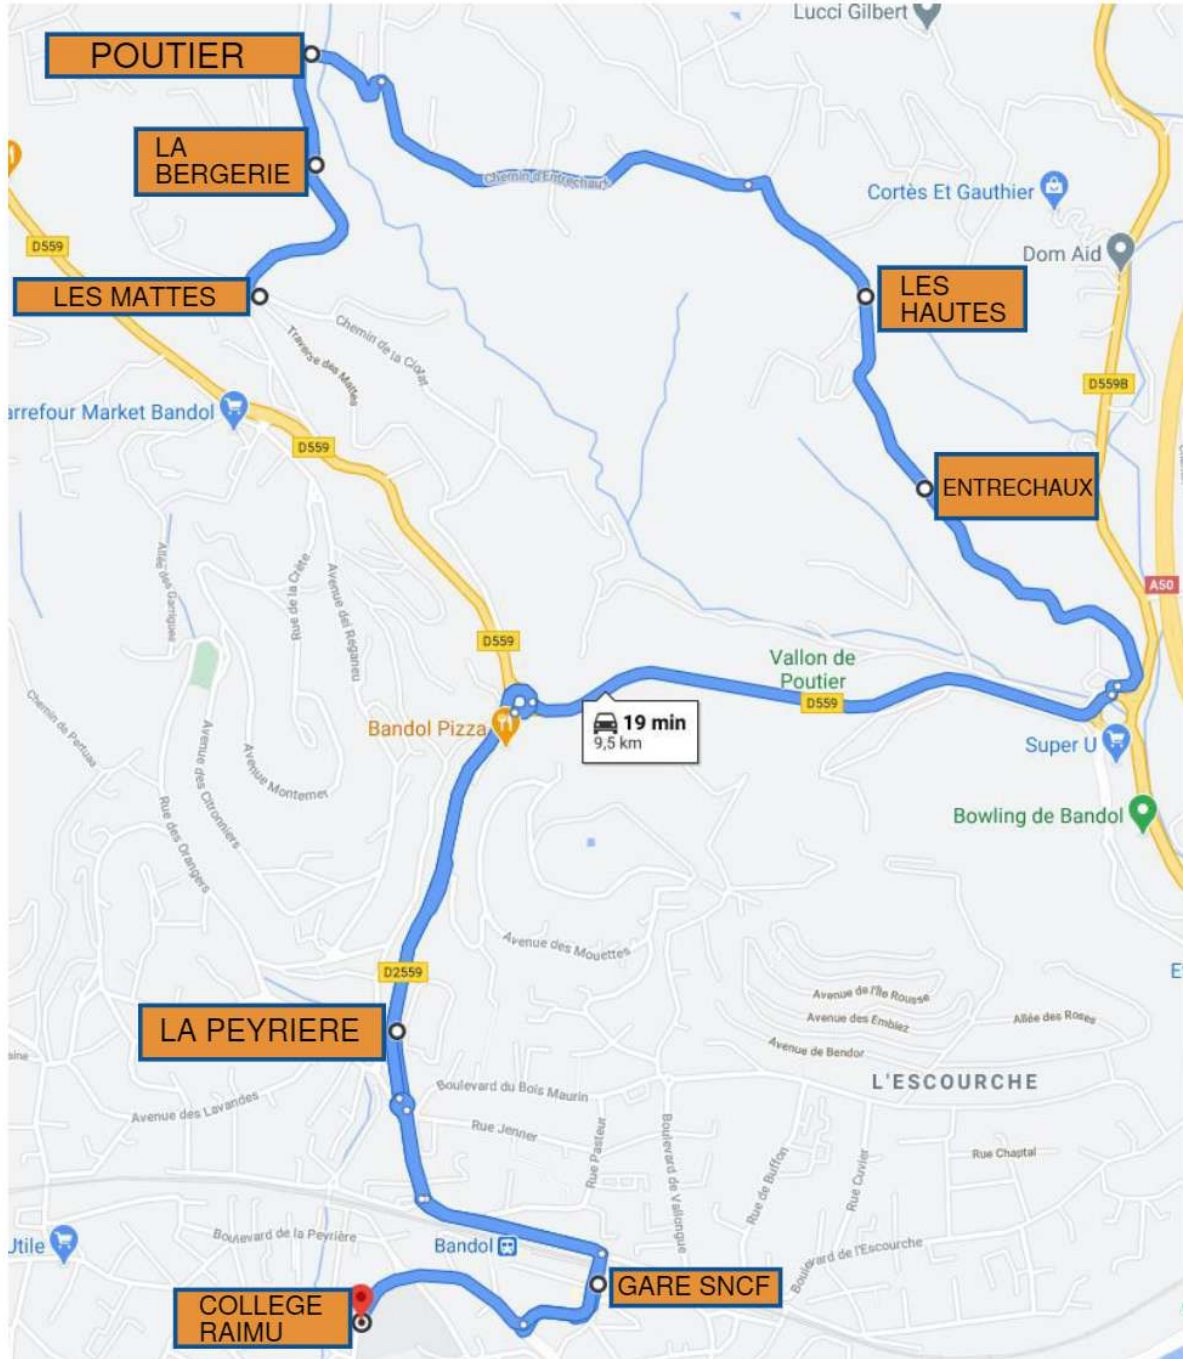 Lucci Gilbert
POUTIER
LA
BERGERIE
Chemin d'Entrechaux
Cortès Et Gauthier
D559
Dom Aid
LES MATTES
LES
HAUTES
Chemin de la Ciotat
Traverse des Mattes
D559B
arrefour Market Bandol
D559
ENTRECHAUX
Allée des Garrigues
Rue de la Crête
Avenue del Réganeu
A50
D559
Vallon de
Poutier
D559
Chemin de Pertuas
Bandol Pizza
19 min
9,5 km
Super U
Avenue des Citronniers
Avenue Montemer
Bowling de Bandol
Rue des Orangers
Avenue des Mouettes
D2559
Avenue de l'Île Rousse
Avenue des Embiez
Allée des Roses
Avenue de Bendor
LA PEYRIERE
L'ESCOURCHE
Boulevard du Bois Maurin
Avenue des Lavandes
Rue Jenner
Rue Pasteur
Boulevard de Vallongue
Rue de Buffon
Rue Cuvier
Rue Chaptal
Utile
Boulevard de la Peyrière
Bandol
Boulevard de l'Escourche
GARE SNCF
COLLEGE
RAIMU